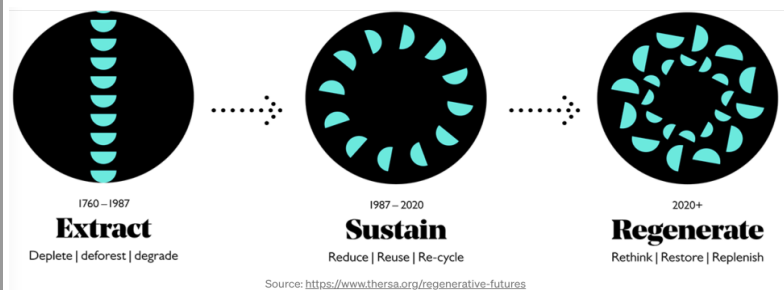 1760 – 1987
Extract
Deplete | deforest | degrade
1987 – 2020
Sustain
Reduce | Reuse | Re-cycle
2020+
Regenerate
Rethink | Restore | Replenish
Source: https://www.thersa.org/regenerative-futures